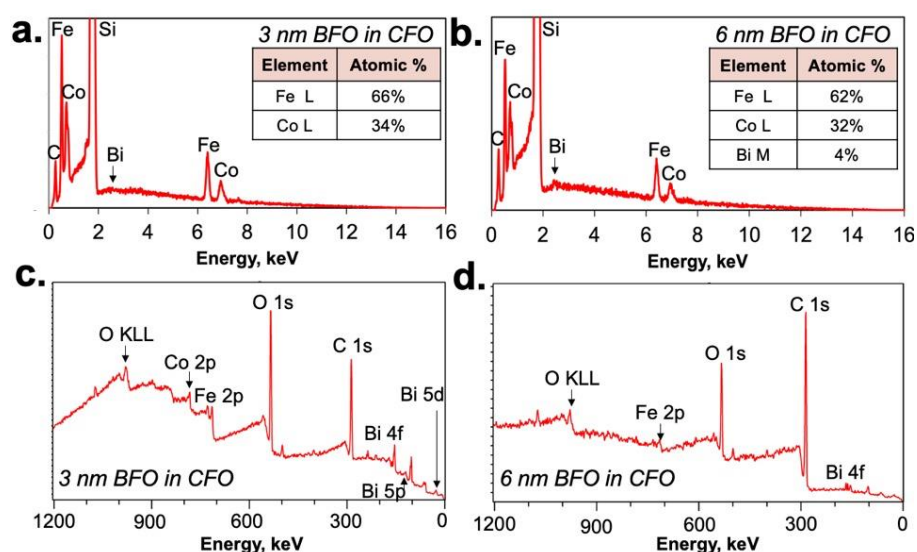 a.
3 nm BFO in CFO
Fe
Si
Co
C
Bi
Fe
Co
Element Atomic %
Fe L 66%
Co L 34%
0 2 4 6 8 10 12 14 16
Energy, keV
b.
6 nm BFO in CFO
Fe
Si
Co
C
Bi
Fe
Co
Element Atomic %
Fe L 62%
Co L 32%
Bi M 4%
0 2 4 6 8 10 12 14 16
Energy, keV
c.
O 1s
O KLL
C 1s
Co 2p
Fe 2p
Bi 5d
Bi 4f
Bi 5p
3 nm BFO in CFO
1200 900 600 300 0
Energy, keV
d.
C 1s
O 1s
O KLL
Fe 2p
Bi 4f
6 nm BFO in CFO
1200 900 600 300 0
Energy, keV